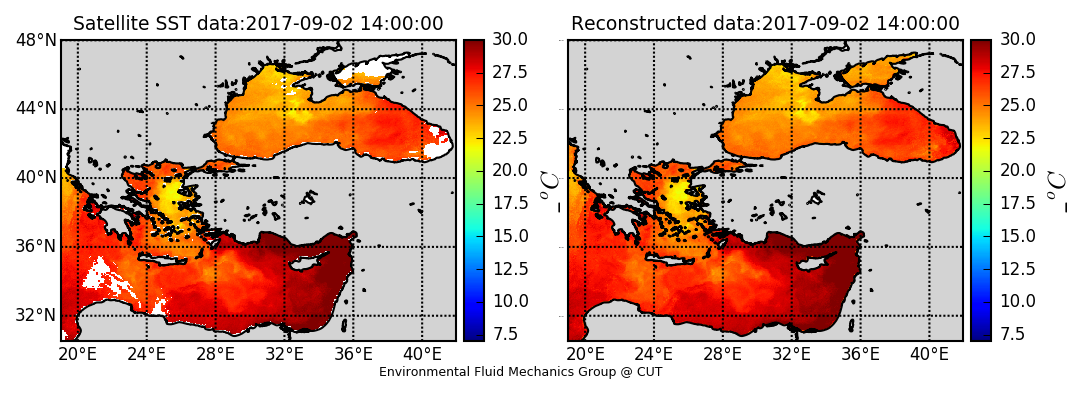 Satellite SST data:2017-09-02 14:00:00
Reconstructed data:2017-09-02 14:00:00
48°N
44°N
40°N
36°N
32°N
20°E 24°E 28°E 32°E 36°E 40°E
30.0
27.5
25.0
22.5
20.0
17.5
15.0
12.5
10.0
7.5
_ °C
20°E 24°E 28°E 32°E 36°E 40°E
30.0
27.5
25.0
22.5
20.0
17.5
15.0
12.5
10.0
7.5
_ °C
Environmental Fluid Mechanics Group @ CUT